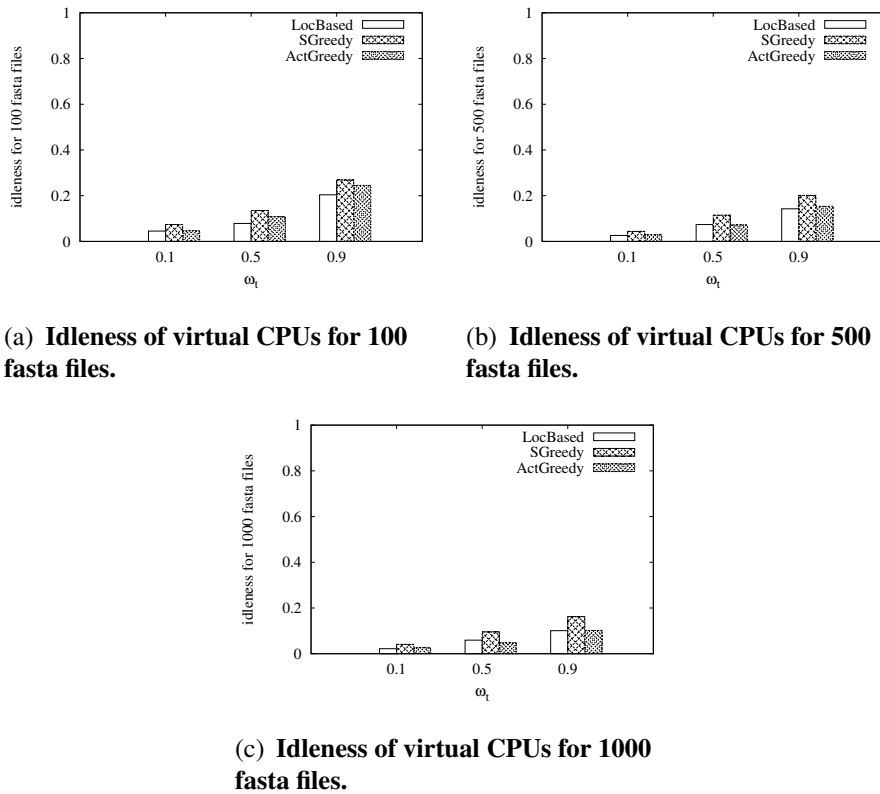 LocBased
SGreedy
ActGreedy
1
0.8
0.6
0.4
0.2
0
idleness for 100 fasta files
0.1 0.5 0.9
ωt
(a) Idleness of virtual CPUs for 100
fasta files.
LocBased
SGreedy
ActGreedy
1
0.8
0.6
0.4
0.2
0
idleness for 500 fasta files
0.1 0.5 0.9
ωt
(b) Idleness of virtual CPUs for 500
fasta files.
LocBased
SGreedy
ActGreedy
1
0.8
0.6
0.4
0.2
0
idleness for 1000 fasta files
0.1 0.5 0.9
ωt
(c) Idleness of virtual CPUs for 1000
fasta files.